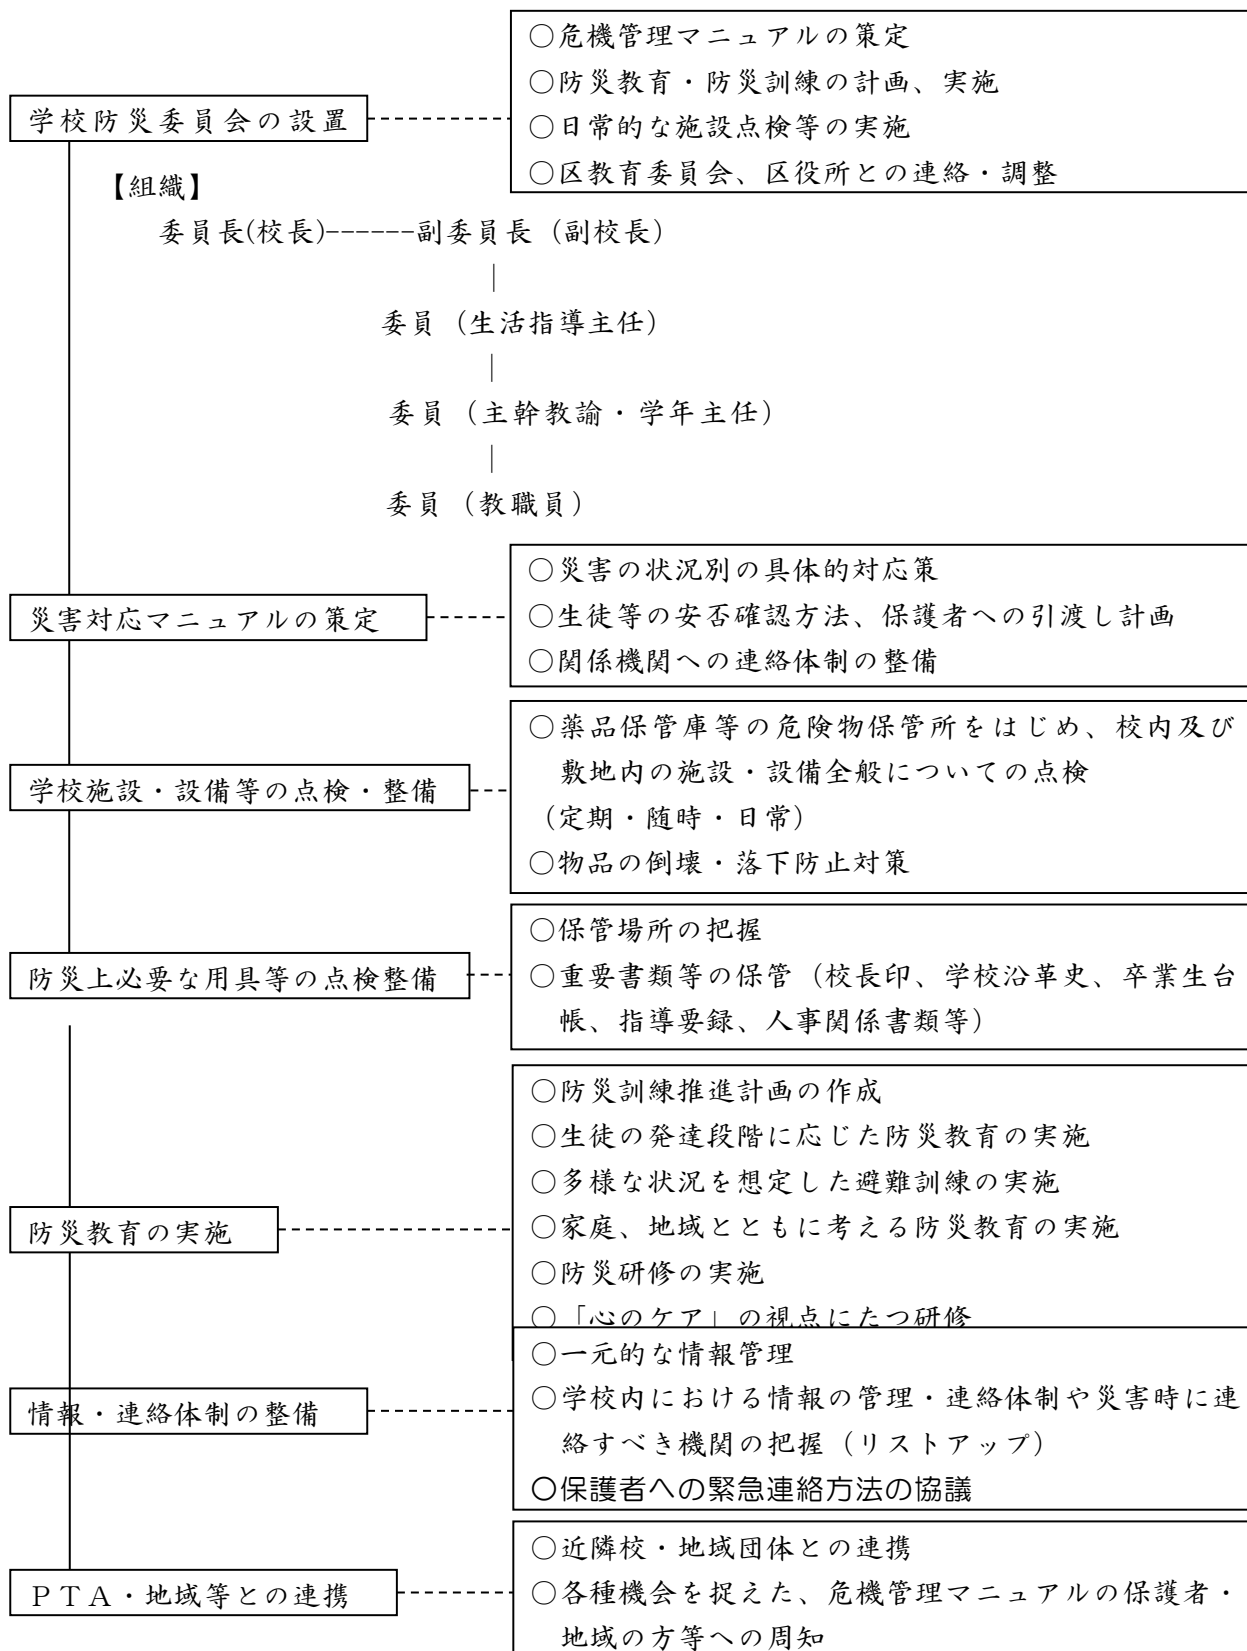 学校防災委員会の設置
○危機管理マニュアルの策定
○防災教育・防災訓練の計画、実施
○日常的な施設点検等の実施
○区教育委員会、区役所との連絡・調整
【組織】
委員長(校長)------副委員長（副校長）
｜
委員（生活指導主任）
｜
委員（主幹教諭・学年主任）
｜
委員（教職員）
災害対応マニュアルの策定
○災害の状況別の具体的対応策
○生徒等の安否確認方法、保護者への引渡し計画
○関係機関への連絡体制の整備
学校施設・設備等の点検・整備
○薬品保管庫等の危険物保管所をはじめ、校内及び
敷地内の施設・設備全般についての点検
（定期・随時・日常）
○物品の倒壊・落下防止対策
防災上必要な用具等の点検整備
○保管場所の把握
○重要書類等の保管（校長印、学校沿革史、卒業生台
帳、指導要録、人事関係書類等）
防災教育の実施
○防災訓練推進計画の作成
○生徒の発達段階に応じた防災教育の実施
○多様な状況を想定した避難訓練の実施
○家庭、地域とともに考える防災教育の実施
○防災研修の実施
○「心のケア」の視点にたつ研修
情報・連絡体制の整備
○一元的な情報管理
○学校内における情報の管理・連絡体制や災害時に連
絡すべき機関の把握（リストアップ）
○保護者への緊急連絡方法の協議
ＰＴＡ・地域等との連携
○近隣校・地域団体との連携
○各種機会を捉えた、危機管理マニュアルの保護者・
地域の方等への周知